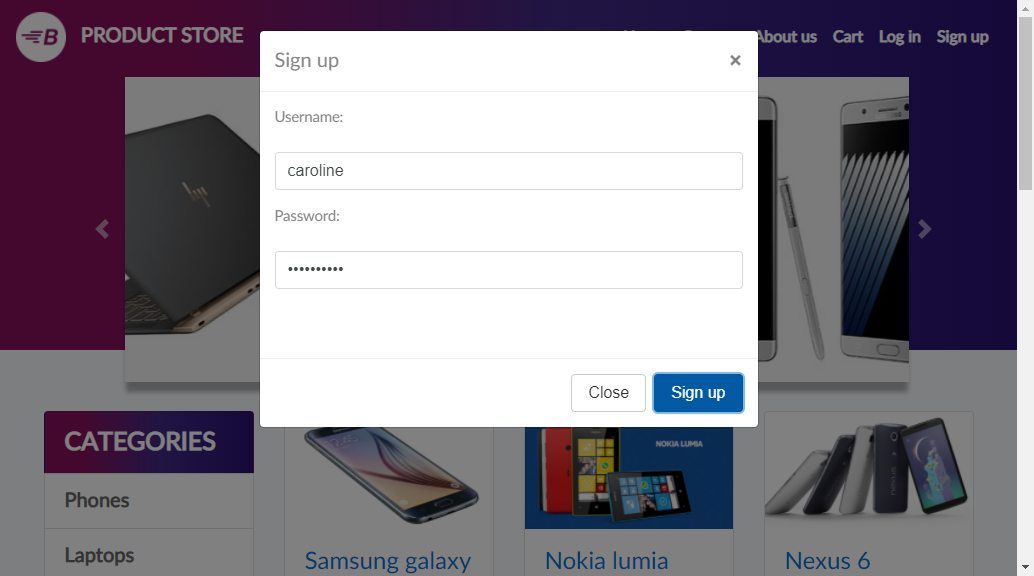 PRODUCT STORE
About us Cart Log in Sign up
Sign up
×
Username:
caroline
Password:
••••••••••
Close Sign up
CATEGORIES
Phones
Laptops
NOKIA LUMIA
Samsung galaxy
Nokia lumia
Nexus 6